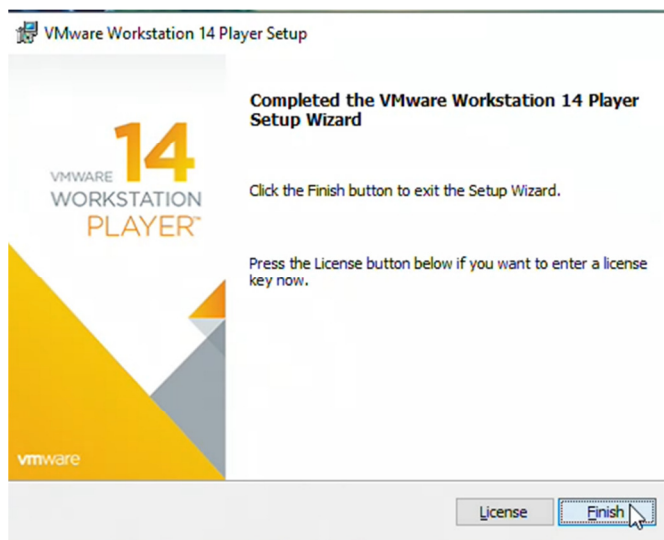 VMware Workstation 14 Player Setup
Completed the VMware Workstation 14 Player
Setup Wizard
14
VMWARE
WORKSTATION
PLAYER™
Click the Finish button to exit the Setup Wizard.
Press the License button below if you want to enter a license
key now.
vmware
License
Finish